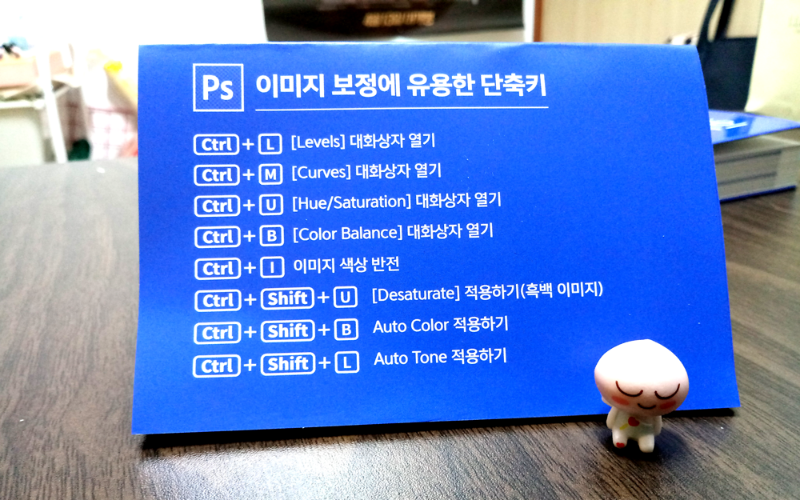 Ps 이미지 보정에 유용한 단축키
Ctrl + L [Levels] 대화상자 열기
Ctrl + M [Curves] 대화상자 열기
Ctrl + U [Hue/Saturation] 대화상자 열기
Ctrl + B [Color Balance] 대화상자 열기
Ctrl + I 이미지 색상 반전
Ctrl + Shift + U [Desaturate] 적용하기(흑백 이미지)
Ctrl + Shift + B Auto Color 적용하기
Ctrl + Shift + L Auto Tone 적용하기